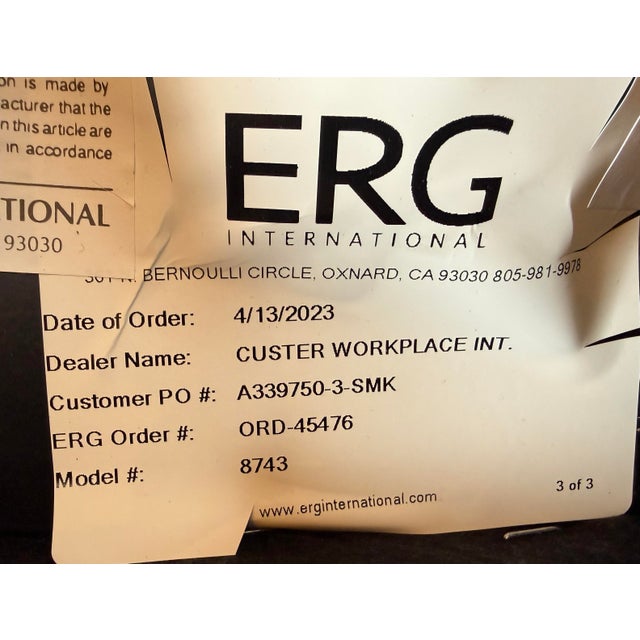 on is made by
acturer that the
n this article are
in accordance
TIONAL
93030
ERG
INTERNATIONAL
BERNOULLI CIRCLE, OXNARD, CA 93030 805-981-9978
Date of Order: 4/13/2023
Dealer Name: CUSTER WORKPLACE INT.
Customer PO #: A339750-3-SMK
ERG Order #: ORD-45476
Model #: 8743
www.erginternational.com
3 of 3